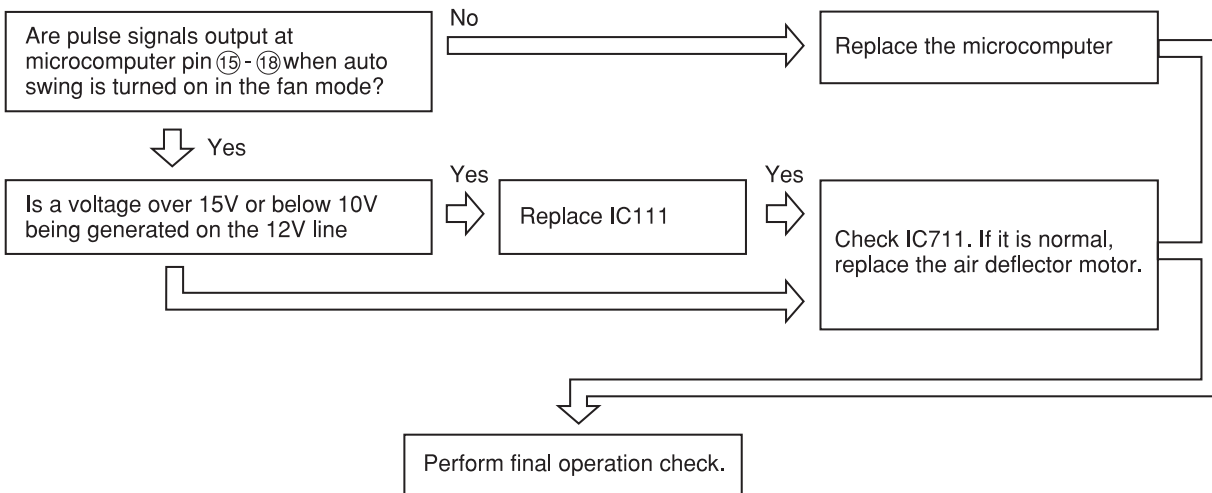 Are pulse signals output at
microcomputer pin ⑮ - ⑱ when auto
swing is turned on in the fan mode?
No
Replace the microcomputer
Yes
Is a voltage over 15V or below 10V
being generated on the 12V line
Yes
Replace IC111
Yes
Check IC711. If it is normal,
replace the air deflector motor.
Perform final operation check.